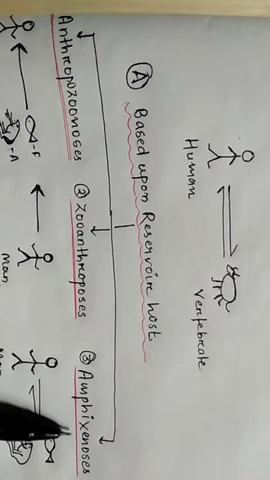 Human
Vertebrate
(A) Based upon Reservoir host
Anthropozoonoses
② Zooanthroposes
③ Amphixenoses
-F
-A
Man,